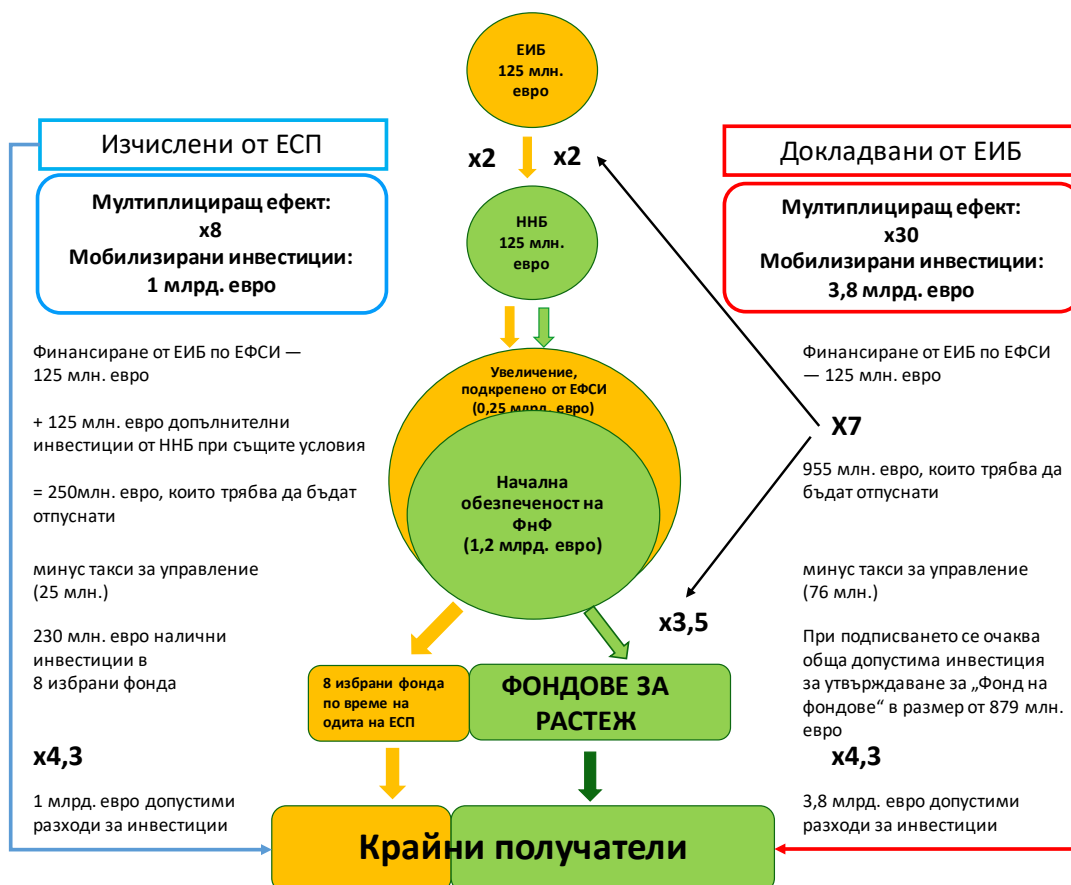 ЕИБ
125 млн.
евро
Изчислени от ЕСП
x2
x2
Докладвани от ЕИБ
Мултиплициращ ефект:
x8
Мобилизирани инвестиции:
1 млрд. евро
ННБ
125 млн.
евро
Мултиплициращ ефект:
x30
Мобилизирани инвестиции:
3,8 млрд. евро
Финансиране от ЕИБ по ЕФСИ —
125 млн. евро
+ 125 млн. евро допълнителни
инвестиции от ННБ при същите условия
= 250млн. евро, които трябва да бъдат
отпуснати
минус такси за управление
(25 млн.)
230 млн. евро налични
инвестиции в
8 избрани фонда
x4,3
1 млрд. евро допустими
разходи за инвестиции
Увеличение,
подкрепено от ЕФСИ
(0,25 млрд. евро)
Начална
обезпеченост на
ФнФ
(1,2 млрд. евро)
x3,5
8 избрани фонда
по време на
одита на ЕСП
ФОНДОВЕ ЗА
РАСТЕЖ
Крайни получатели
Финансиране от ЕИБ по ЕФСИ
— 125 млн. евро
X7
955 млн. евро, които трябва да
бъдат отпуснати
минус такси за управление
(76 млн.)
При подписването се очаква
обща допустима инвестиция
за утвърждаване за „Фонд на
фондове“ в размер от 879 млн.
евро
x4,3
3,8 млрд. евро допустими
разходи за инвестиции